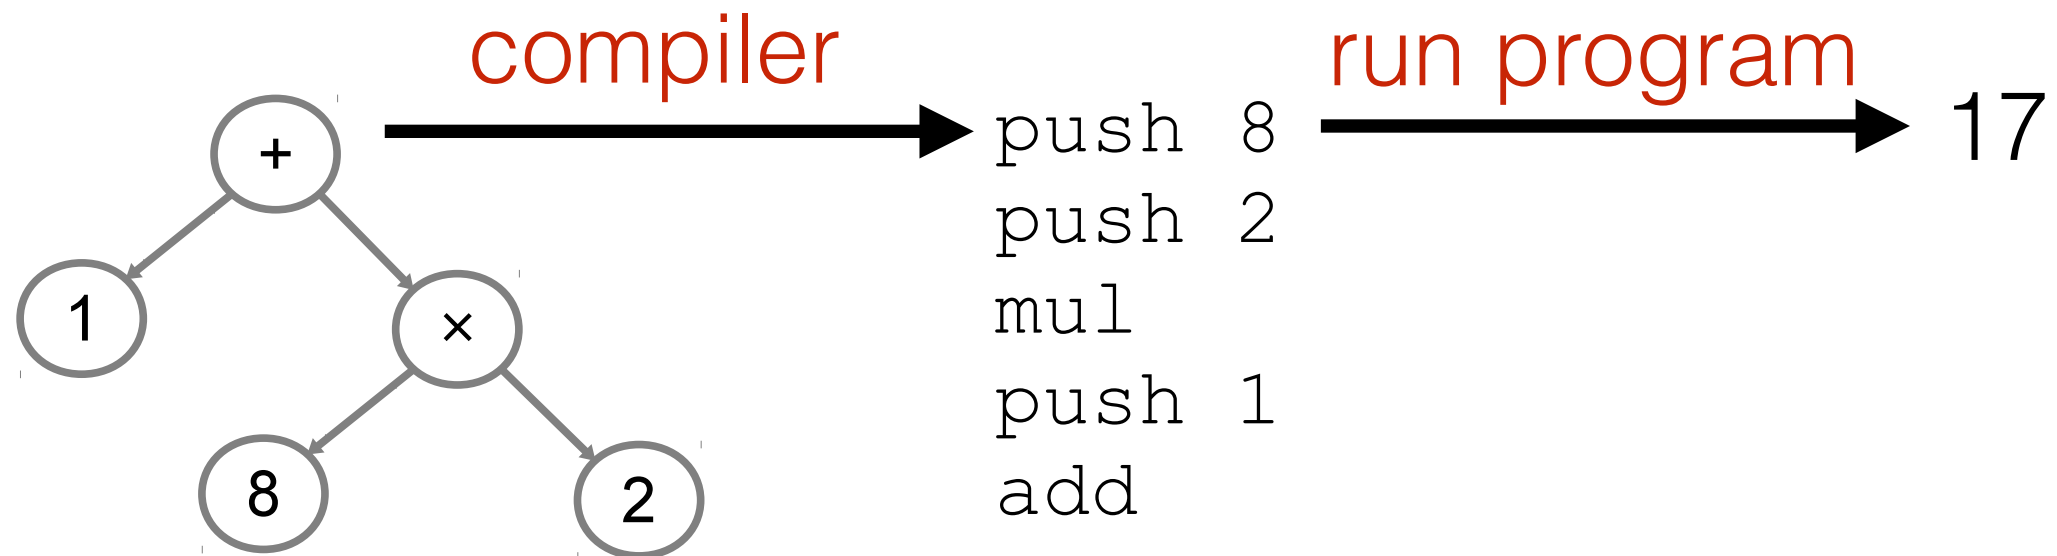 compiler
run program
+
1
×
8
2
push 8
push 2
mul
push 1
add
17